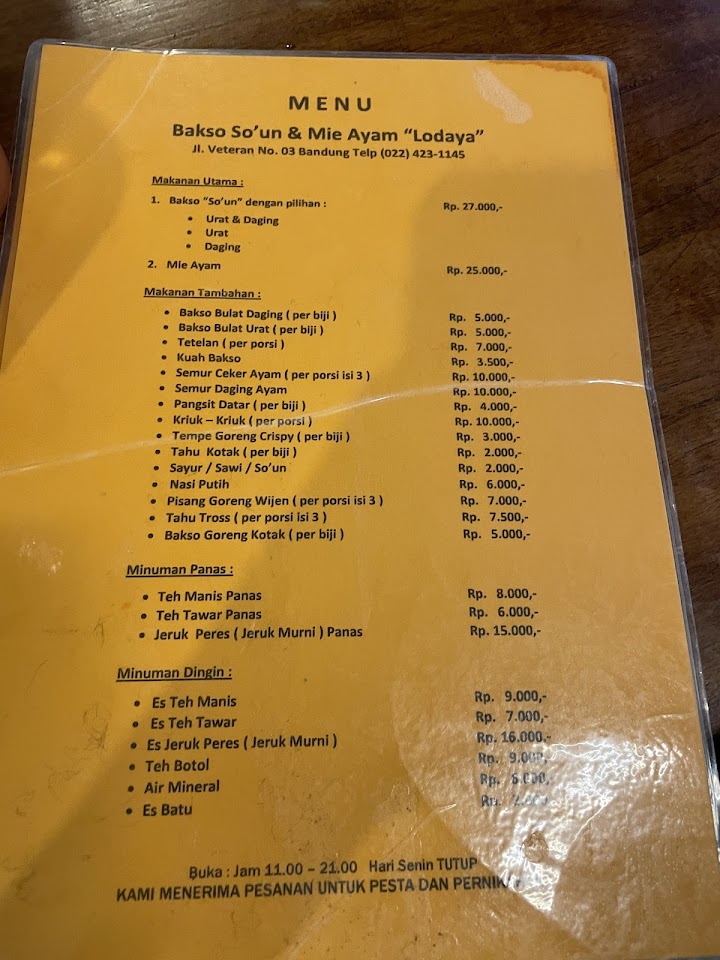 MENU
Bakso So'un & Mie Ayam "Lodaya"
Jl. Veteran No. 03 Bandung Telp (022) 423-1145
Makanan Utama :
1. Bakso "So'un" dengan pilihan : Rp. 27.000,-
• Urat & Daging
• Urat
• Daging
2. Mie Ayam Rp. 25.000,-
Makanan Tambahan :
• Bakso Bulat Daging ( per biji ) Rp. 5.000,-
• Bakso Bulat Urat ( per biji ) Rp. 5.000,-
• Tetelan ( per porsi ) Rp. 7.000,-
• Kuah Bakso Rp. 3.500,-
• Semur Ceker Ayam ( per porsi isi 3 ) Rp. 10.000,-
• Semur Daging Ayam Rp. 10.000,-
• Pangsit Datar ( per biji ) Rp. 4.000,-
• Kriuk – Kriuk ( per porsi ) Rp. 10.000,-
• Tempe Goreng Crispy ( per biji ) Rp. 3.000,-
• Tahu Kotak ( per biji ) Rp. 2.000,-
• Sayur / Sawi / So'un Rp. 2.000,-
• Nasi Putih Rp. 6.000,-
• Pisang Goreng Wijen ( per porsi isi 3 ) Rp. 7.000,-
• Tahu Tross ( per porsi isi 3 ) Rp. 7.500,-
• Bakso Goreng Kotak ( per biji ) Rp. 5.000,-
Minuman Panas :
• Teh Manis Panas Rp. 8.000,-
• Teh Tawar Panas Rp. 6.000,-
• Jeruk Peres ( Jeruk Murni ) Panas Rp. 15.000,-
Minuman Dingin :
• Es Teh Manis Rp. 9.000,-
• Es Teh Tawar Rp. 7.000,-
• Es Jeruk Peres ( Jeruk Murni ) Rp. 16.000,-
• Teh Botol Rp. 9.000,
• Air Mineral Rp.
• Es Batu Rp.
Buka : Jam 11.00 – 21.00 Hari Senin TUTUP
KAMI MENERIMA PESANAN UNTUK PESTA DAN